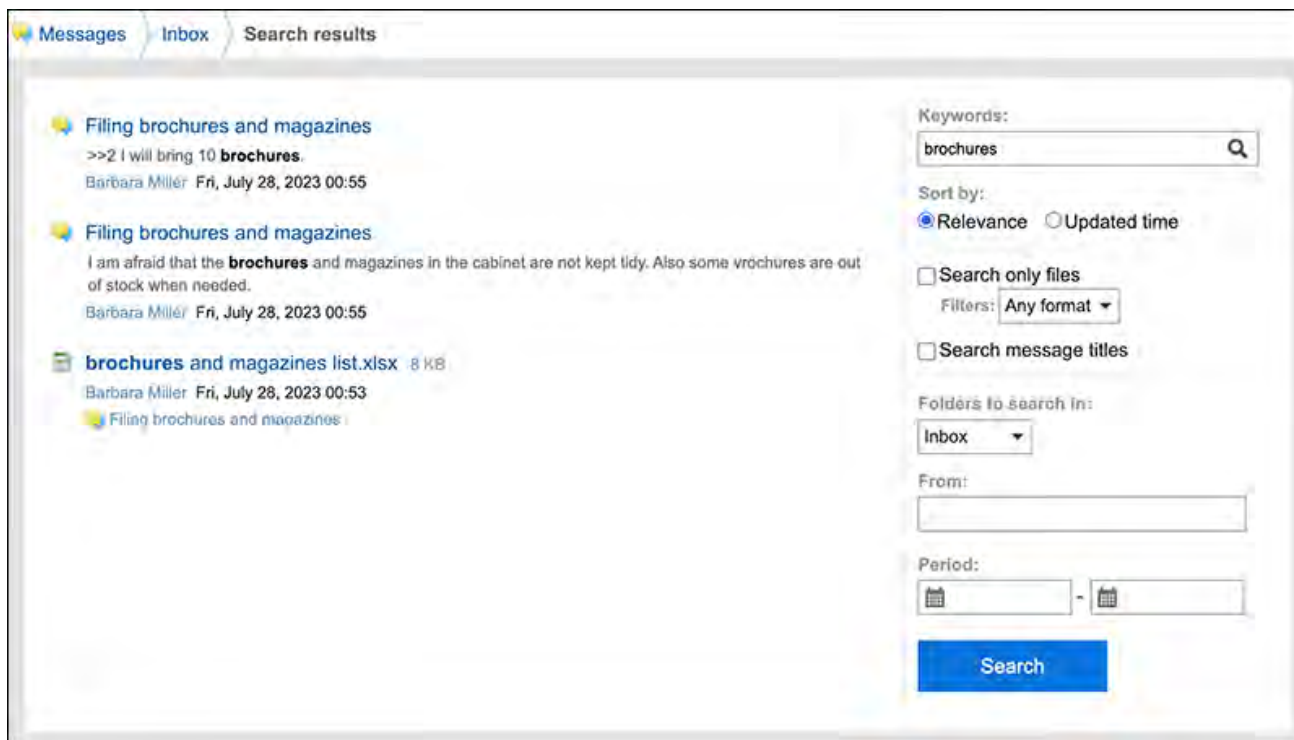 Messages Inbox Search results
Filing brochures and magazines
>>2 I will bring 10 brochures.
Barbara Miller Fri, July 28, 2023 00:55
Filing brochures and magazines
I am afraid that the brochures and magazines in the cabinet are not kept tidy. Also some vrochures are out
of stock when needed.
Barbara Miller Fri, July 28, 2023 00:55
brochures and magazines list.xlsx 8 KB
Barbara Miller Fri, July 28, 2023 00:53
Filing brochures and magazines
Keywords:
brochures
Sort by:
Relevance Updated time
Search only files
Filters: Any format
Search message titles
Folders to search in:
Inbox
From:
Period:
-
Search